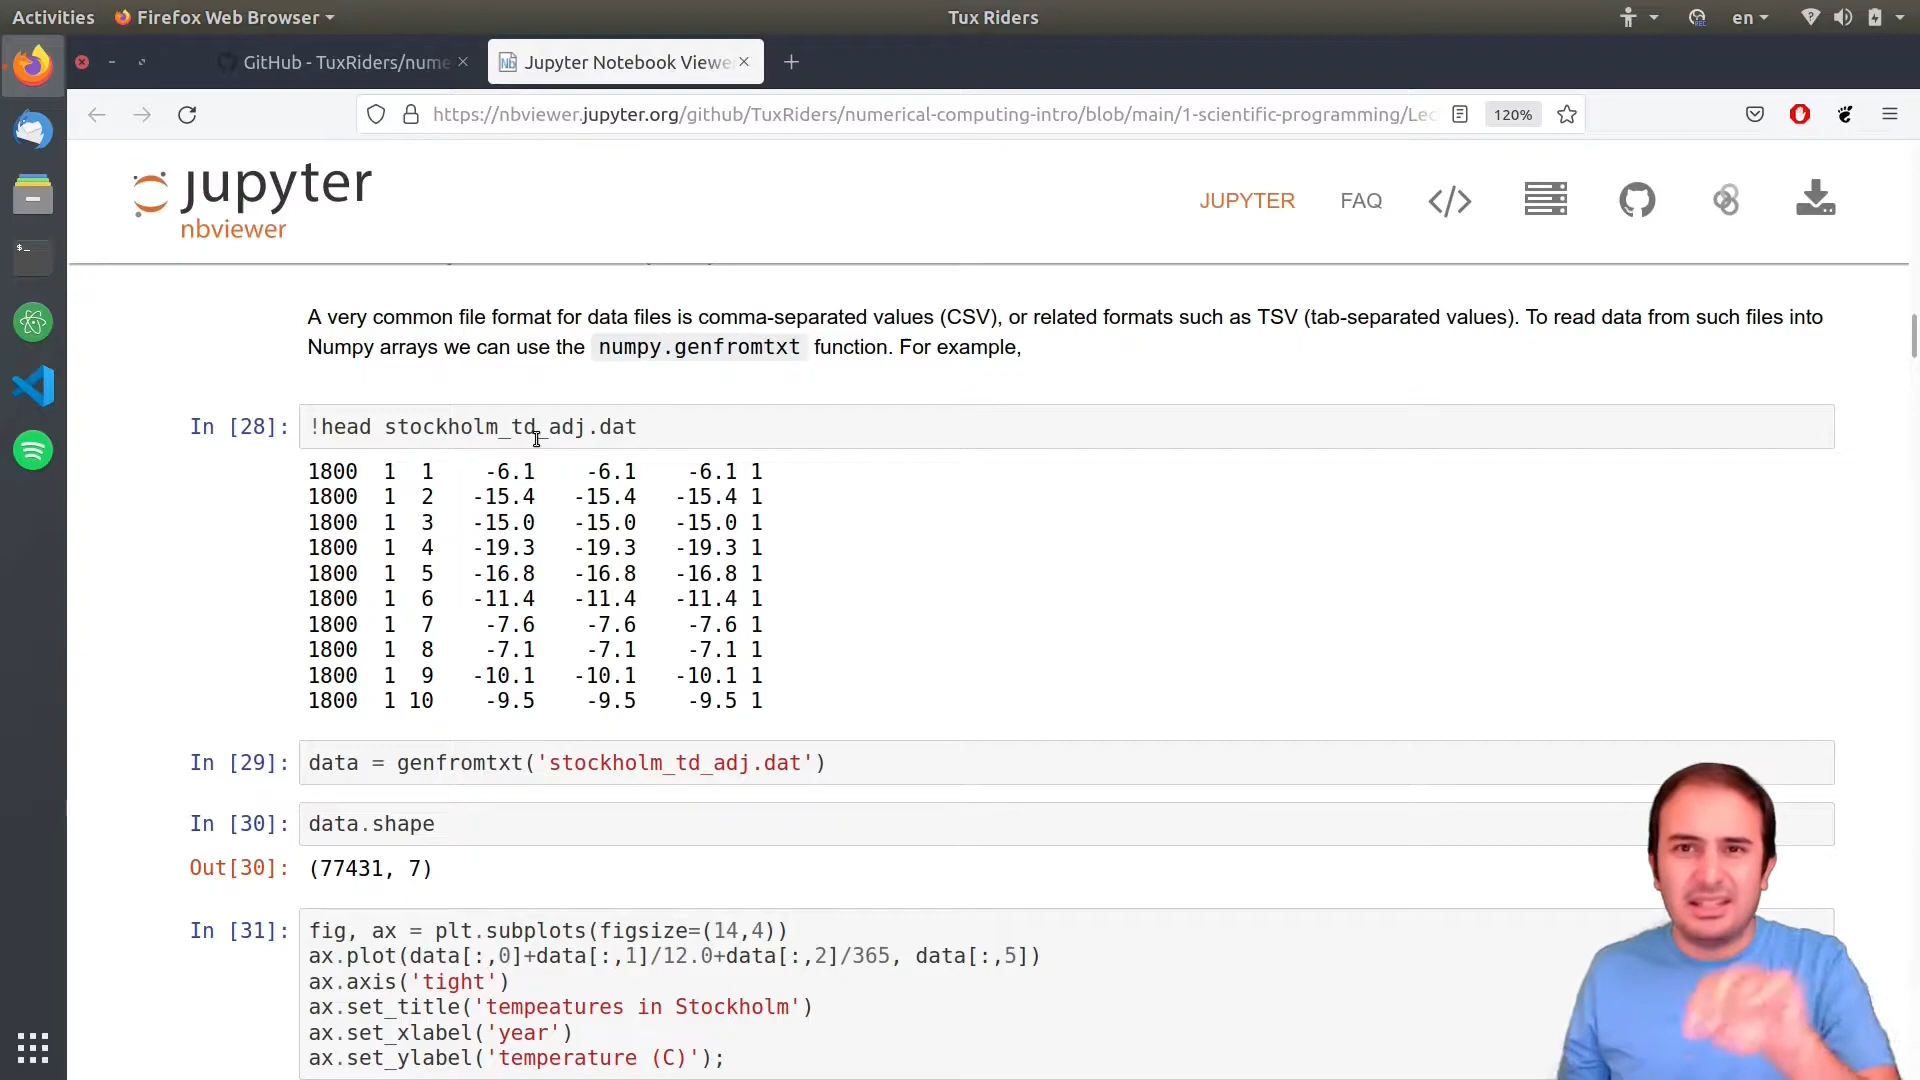 Activities Firefox Web Browser Tux Riders en
GitHub - TuxRiders/nume Jupyter Notebook Viewe
https://nbviewer.jupyter.org/github/TuxRiders/numerical-computing-intro/blob/main/1-scientific-programming/Lec 120%
jupyter
nbviewer
JUPYTER FAQ </>
A very common file format for data files is comma-separated values (CSV), or related formats such as TSV (tab-separated values). To read data from such files into
Numpy arrays we can use the numpy.genfromtxt function. For example,
In [28]: !head stockholm_td_adj.dat
1800 1 1 -6.1 -6.1 -6.1 1
1800 1 2 -15.4 -15.4 -15.4 1
1800 1 3 -15.0 -15.0 -15.0 1
1800 1 4 -19.3 -19.3 -19.3 1
1800 1 5 -16.8 -16.8 -16.8 1
1800 1 6 -11.4 -11.4 -11.4 1
1800 1 7 -7.6 -7.6 -7.6 1
1800 1 8 -7.1 -7.1 -7.1 1
1800 1 9 -10.1 -10.1 -10.1 1
1800 1 10 -9.5 -9.5 -9.5 1
In [29]: data = genfromtxt('stockholm_td_adj.dat')
In [30]: data.shape
Out[30]: (77431, 7)
In [31]: fig, ax = plt.subplots(figsize=(14,4))
ax.plot(data[:,0]+data[:,1]/12.0+data[:,2]/365, data[:,5])
ax.axis('tight')
ax.set_title('tempeatures in Stockholm')
ax.set_xlabel('year')
ax.set_ylabel('temperature (C)');